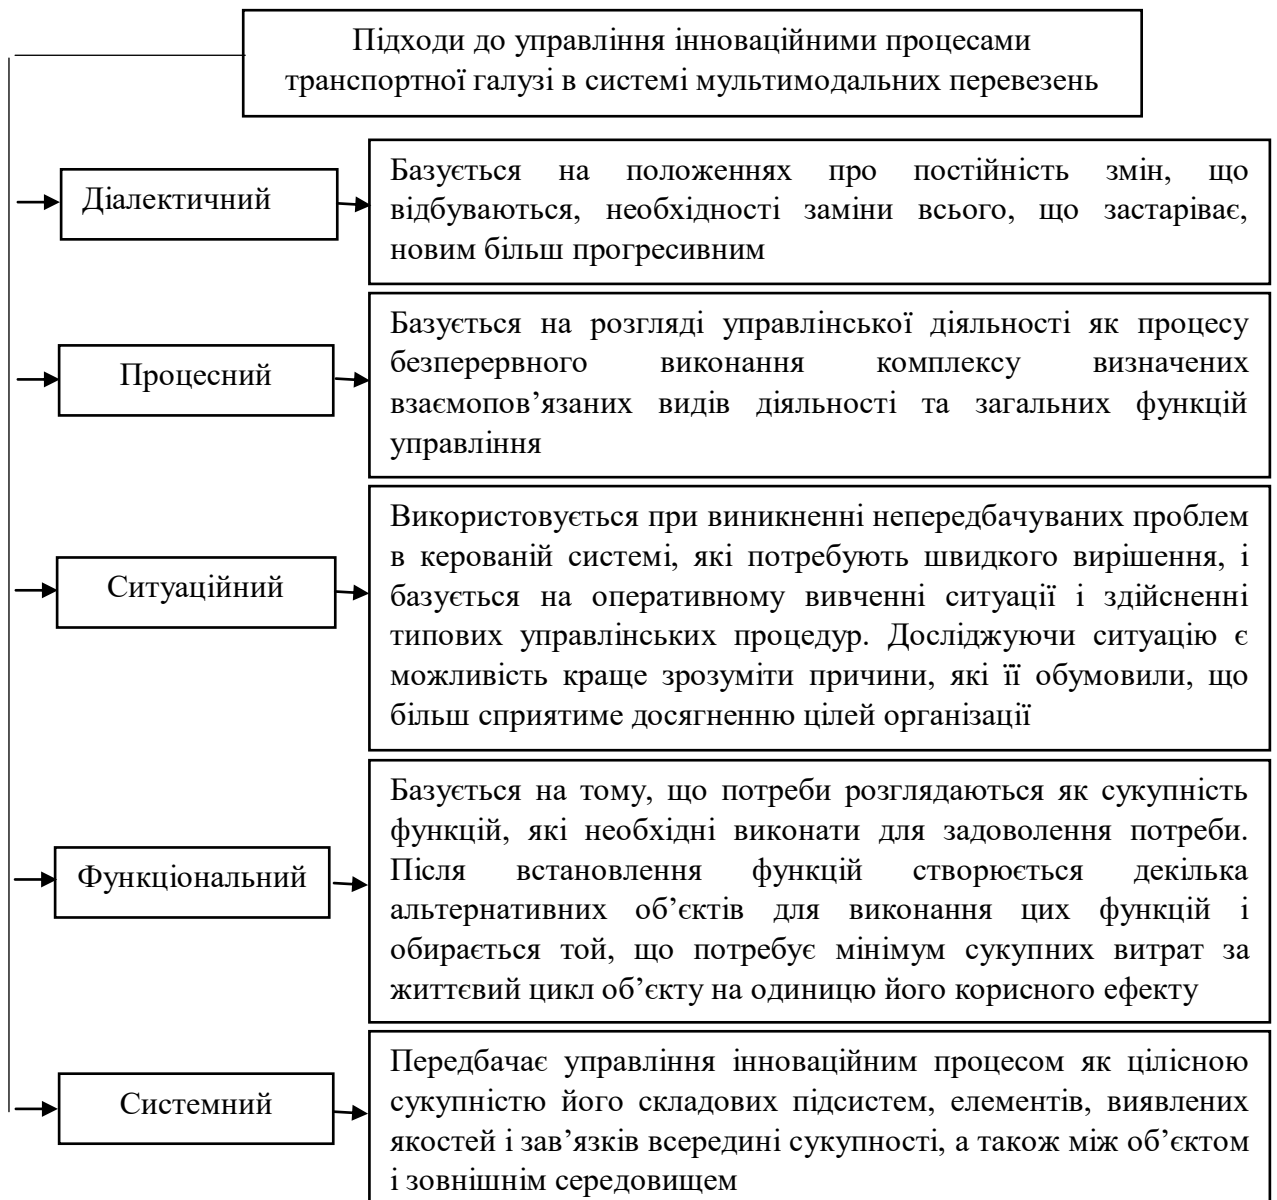 Підходи до управління інноваційними процесами
транспортної галузі в системі мультимодальних перевезень
Діалектичний
Базується на положеннях про постійність змін, що
відбуваються, необхідності заміни всього, що застаріває,
новим більш прогресивним
Процесний
Базується на розгляді управлінської діяльності як процесу
безперервного виконання комплексу визначених
взаємопов’язаних видів діяльності та загальних функцій
управління
Ситуаційний
Використовується при виникненні непередбачуваних проблем
в керованій системі, які потребують швидкого вирішення, і
базується на оперативному вивченні ситуації і здійсненні
типових управлінських процедур. Досліджуючи ситуацію є
можливість краще зрозуміти причини, які її обумовили, що
більш сприятиме досягненню цілей організації
Функціональний
Базується на тому, що потреби розглядаються як сукупність
функцій, які необхідні виконати для задоволення потреби.
Після встановлення функцій створюється декілька
альтернативних об’єктів для виконання цих функцій і
обирається той, що потребує мінімум сукупних витрат за
життєвий цикл об’єкту на одиницю його корисного ефекту
Системний
Передбачає управління інноваційним процесом як цілісною
сукупністю його складових підсистем, елементів, виявлених
якостей і зав’язків всередині сукупності, а також між об’єктом
і зовнішнім середовищем